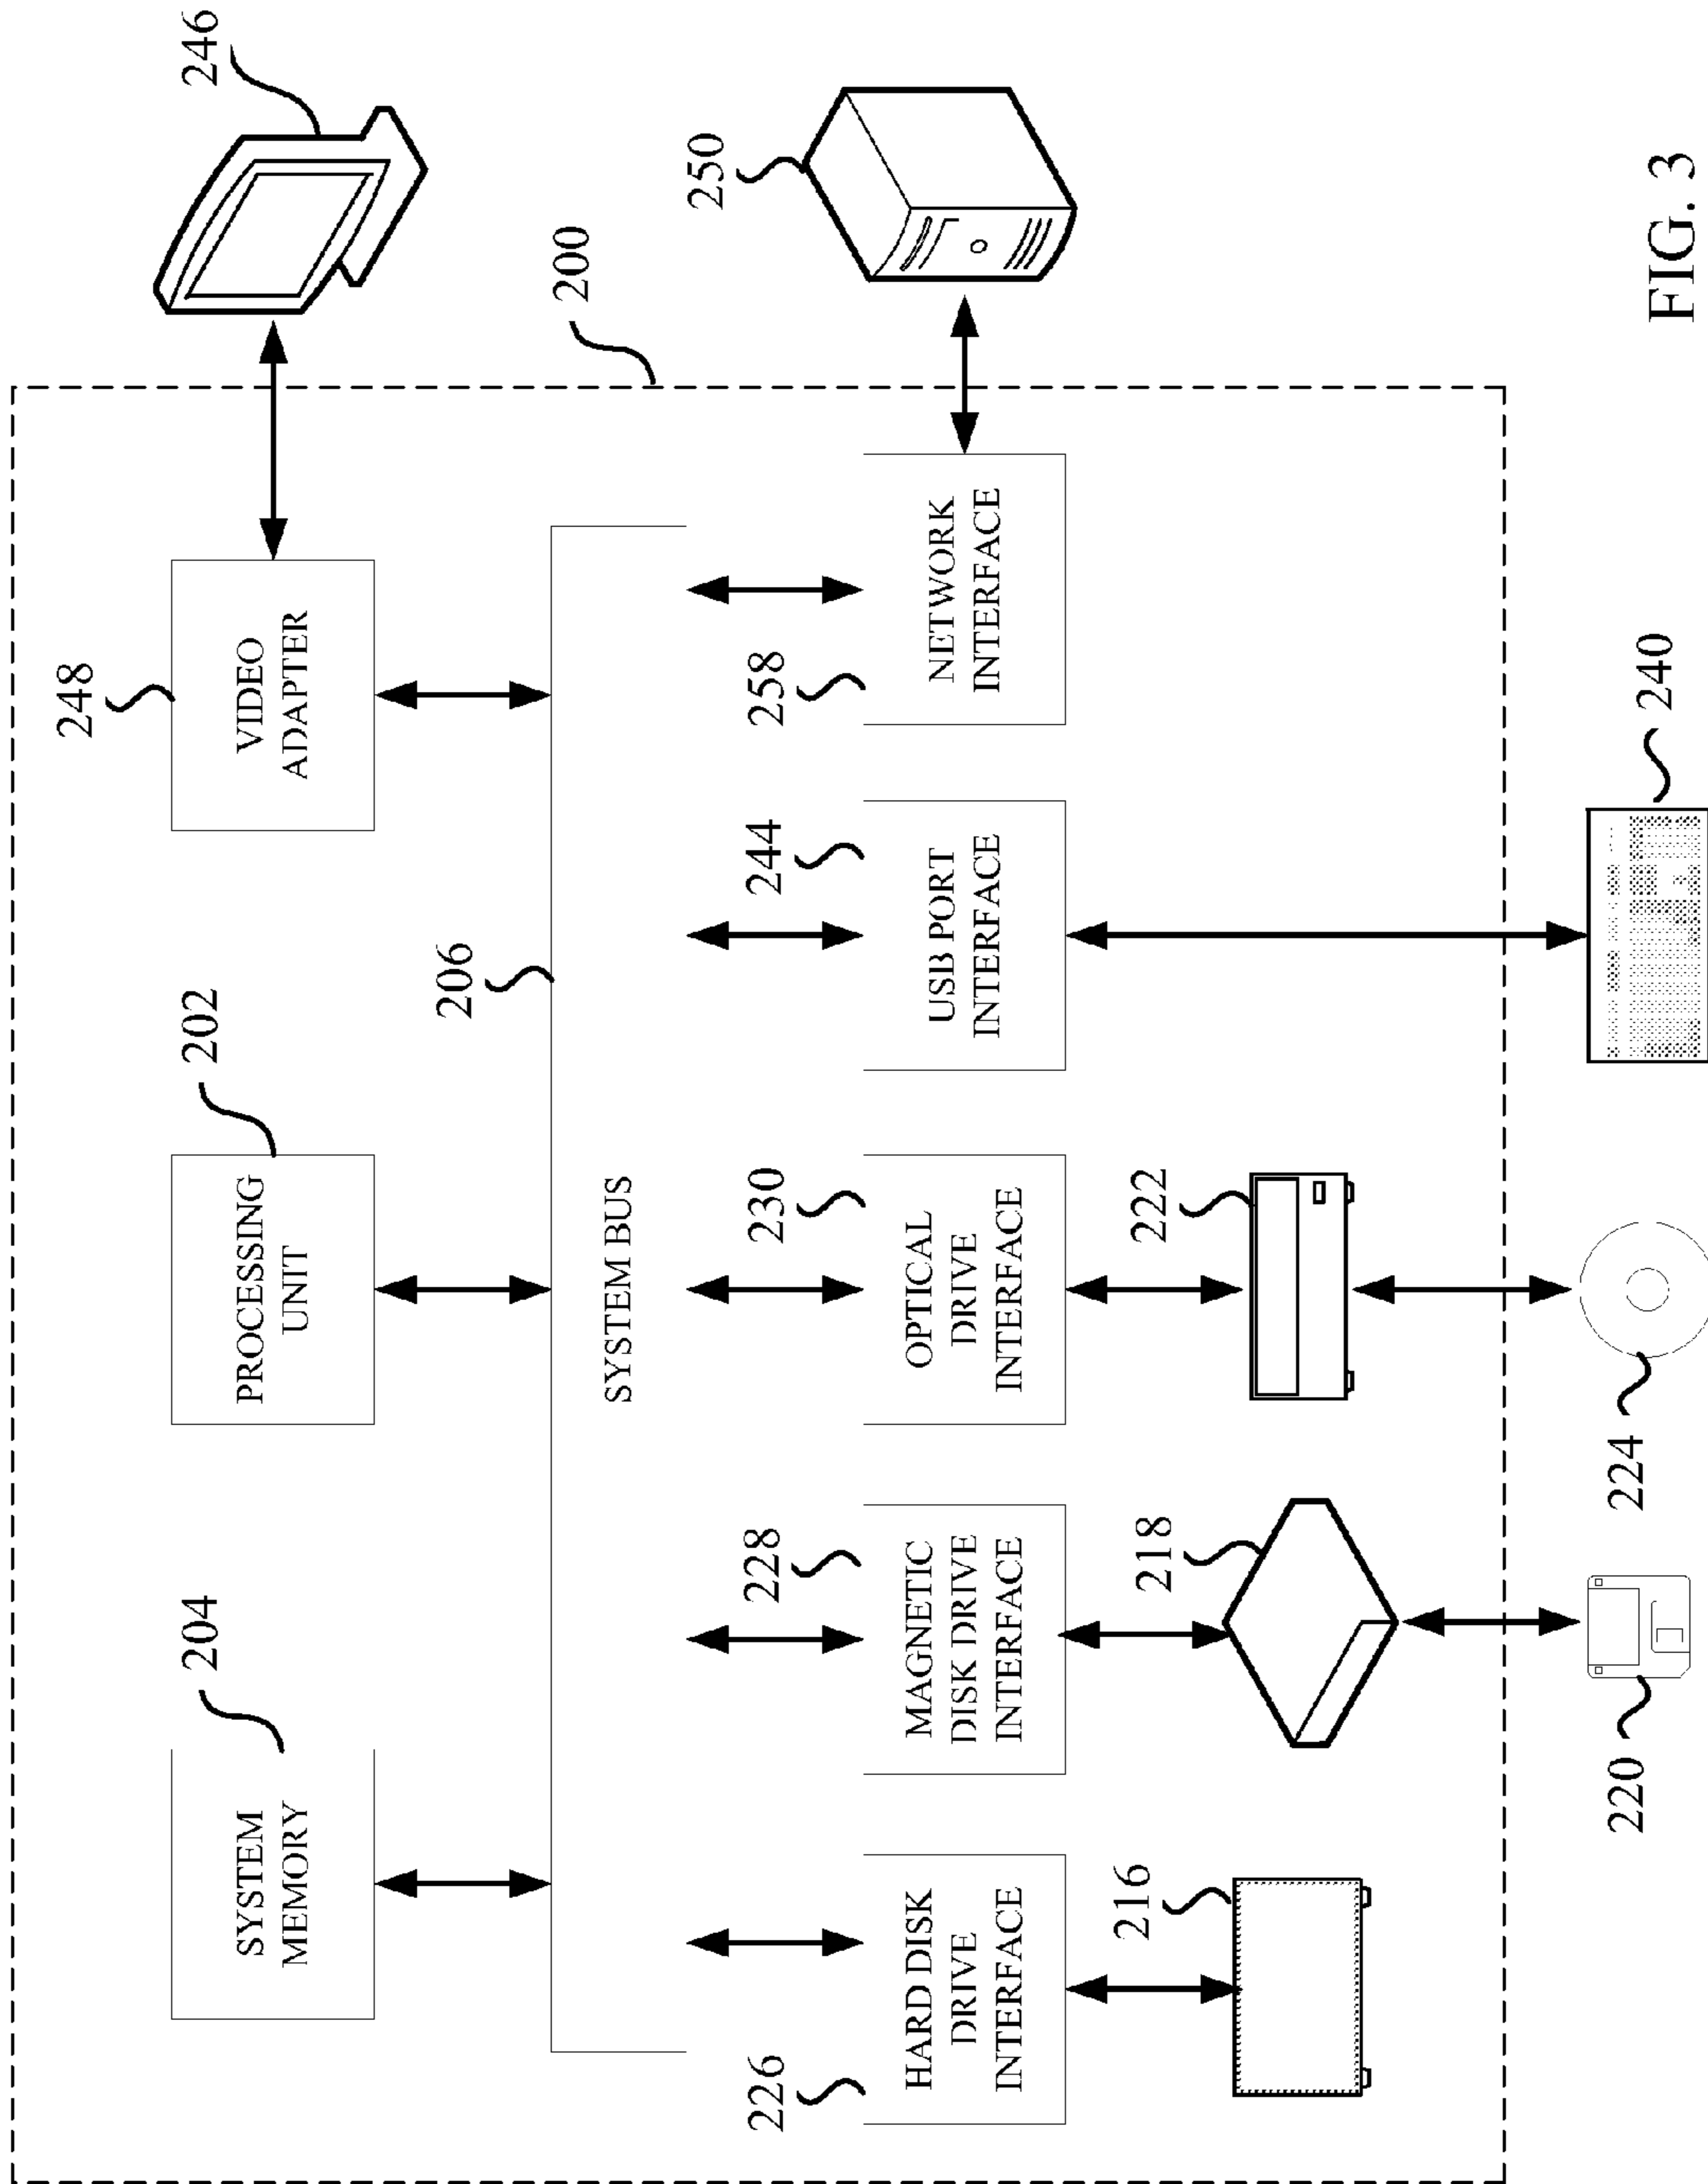 246
248
200
202
204
VIDEO
ADAPTER
PROCESSING
UNIT
SYSTEM
MEMORY
206
250
SYSTEM BUS
226
228
230
244
258
HARD DISK
DRIVE
INTERFACE
MAGNETIC
DISK DRIVE
INTERFACE
OPTICAL
DRIVE
INTERFACE
USB PORT
INTERFACE
NETWORK
INTERFACE
216
218
222
220
224
240
FIG. 3